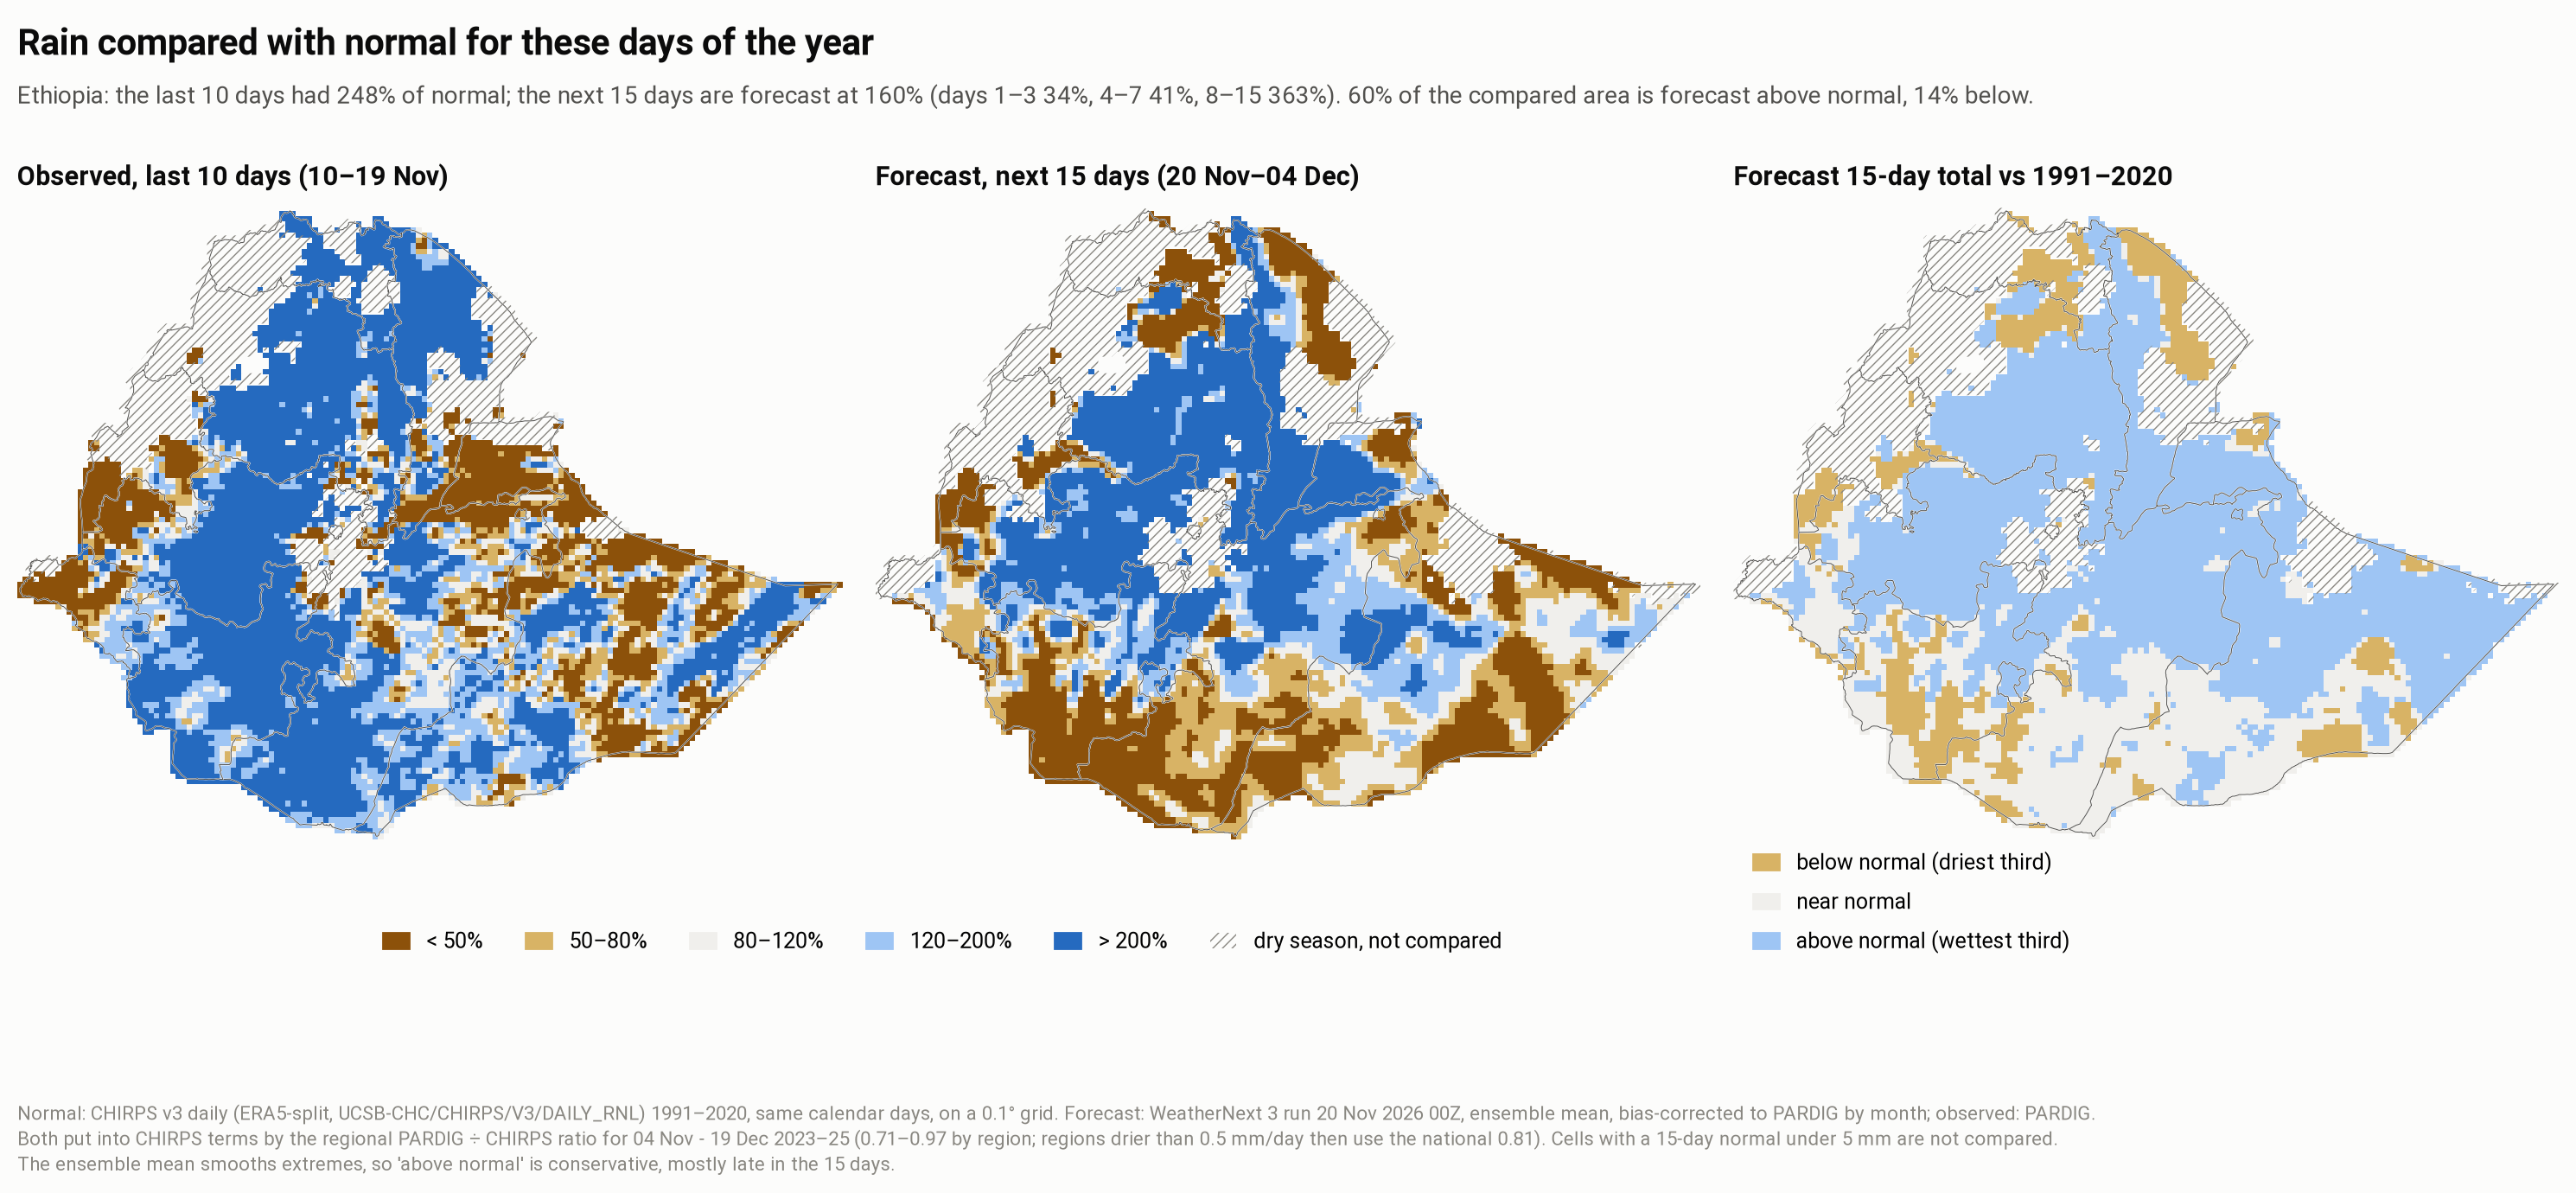 Rain compared with normal for these days of the year
Ethiopia: the last 10 days had 248% of normal; the next 15 days are forecast at 160% (days 1–3 34%, 4–7 41%, 8–15 363%). 60% of the compared area is forecast above normal, 14% below.
Observed, last 10 days (10–19 Nov)
Forecast, next 15 days (20 Nov–04 Dec)
Forecast 15-day total vs 1991–2020
below normal (driest third)
near normal
above normal (wettest third)
< 50%
50–80%
80–120%
120–200%
> 200%
dry season, not compared
Normal: CHIRPS v3 daily (ERA5-split, UCSB-CHC/CHIRPS/V3/DAILY_RNL) 1991–2020, same calendar days, on a 0.1° grid. Forecast: WeatherNext 3 run 20 Nov 2026 00Z, ensemble mean, bias-corrected to PARDIG by month; observed: PARDIG.
Both put into CHIRPS terms by the regional PARDIG ÷ CHIRPS ratio for 04 Nov - 19 Dec 2023–25 (0.71–0.97 by region; regions drier than 0.5 mm/day then use the national 0.81). Cells with a 15-day normal under 5 mm are not compared.
The ensemble mean smooths extremes, so 'above normal' is conservative, mostly late in the 15 days.